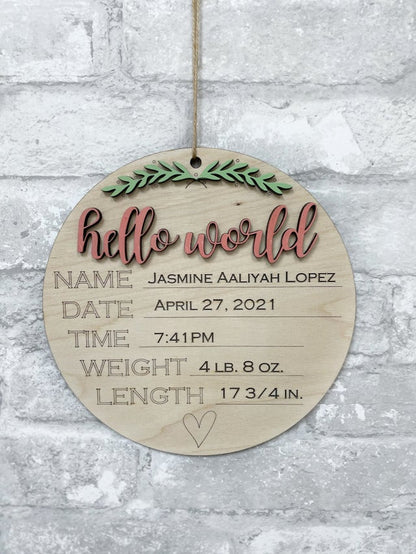 hello world
NAME JASMINE AALIYAH LOPEZ
DATE APRIL 27, 2021
TIME 7:41PM
WEIGHT 4 LB. 8 OZ.
LENGTH 17 3/4 IN.